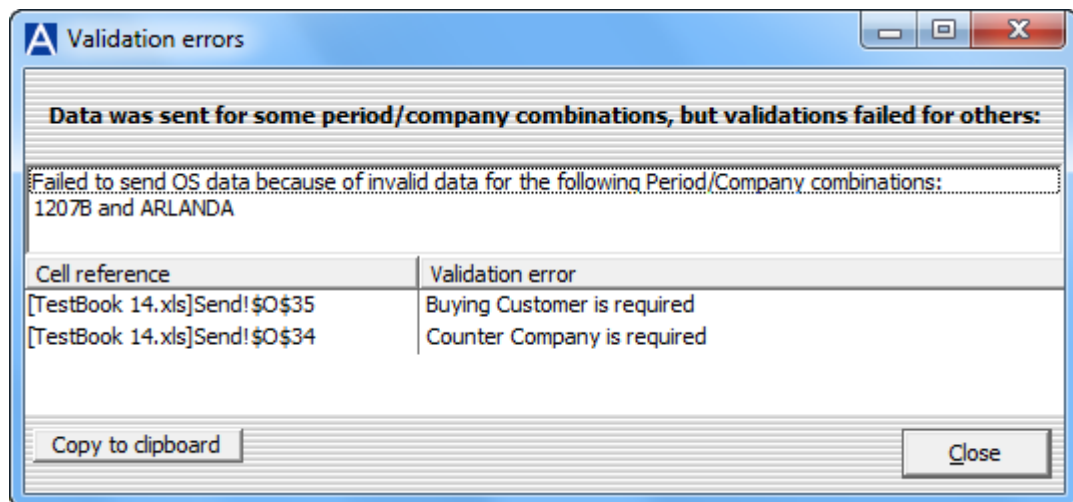 A Validation errors
Data was sent for some period/company combinations, but validations failed for others:
Failed to send OS data because of invalid data for the following Period/Company combinations:
1207B and ARLANDA
Cell reference Validation error
[TestBook 14.xls]Send!$O$35 Buying Customer is required
[TestBook 14.xls]Send!$O$34 Counter Company is required
Copy to clipboard Close